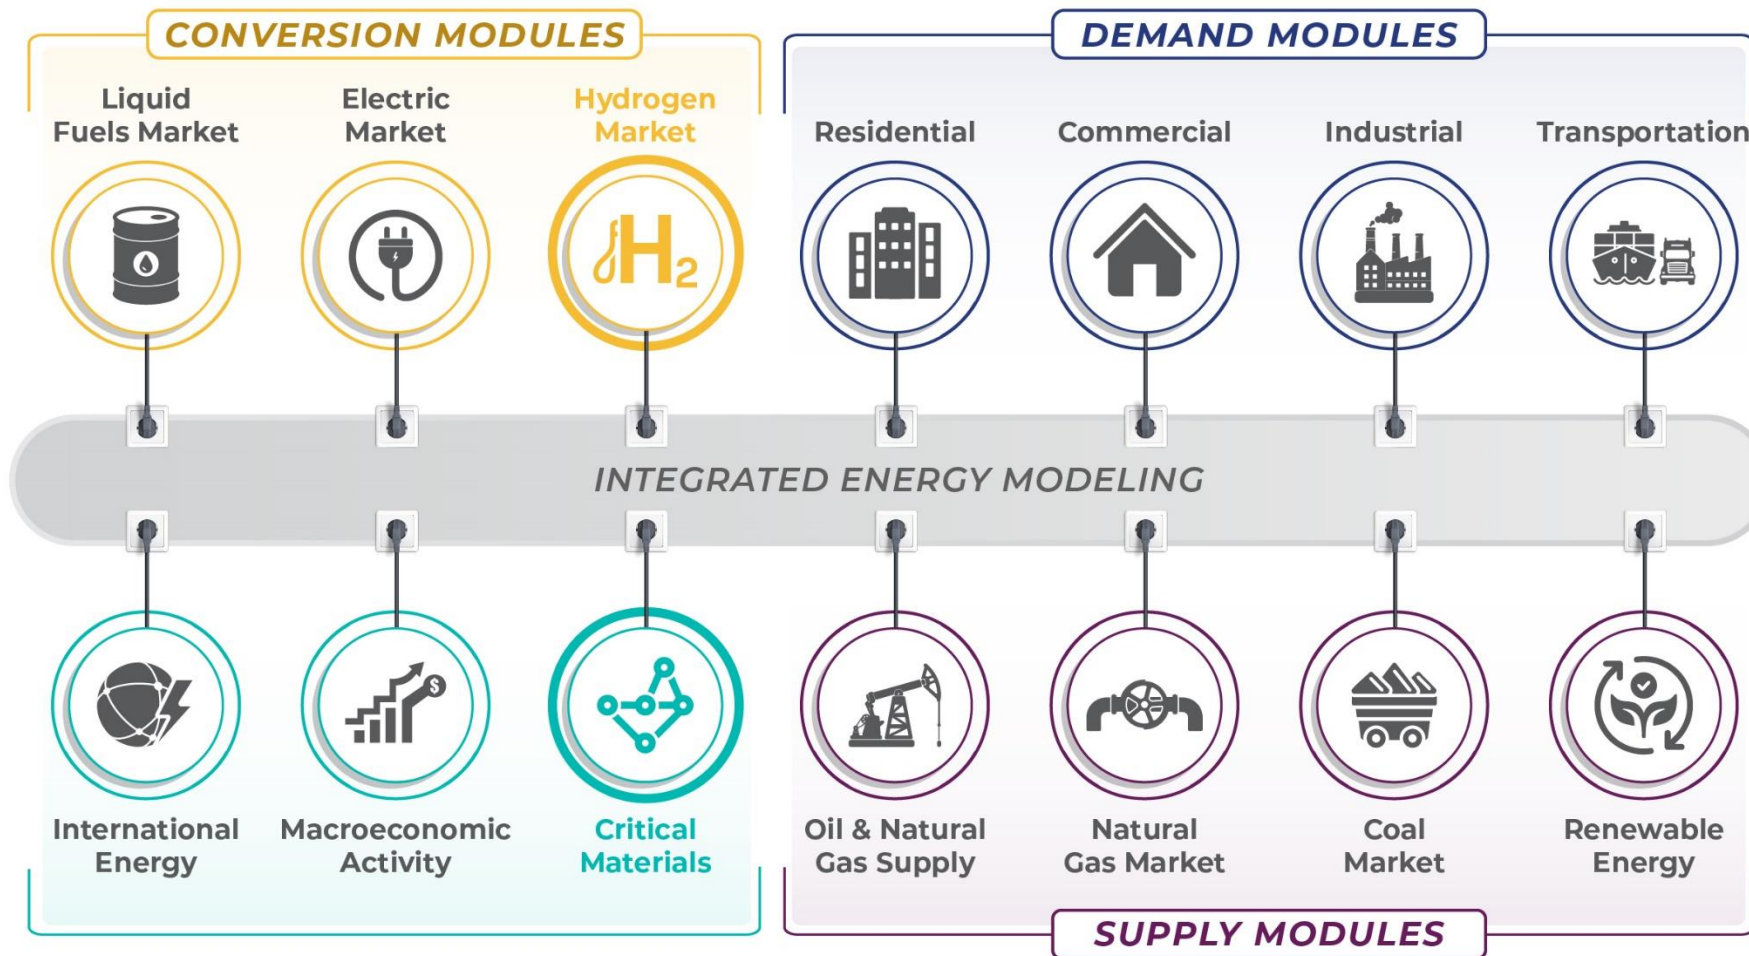 CONVERSION MODULES
DEMAND MODULES
Liquid
Fuels Market
Electric
Market
Hydrogen
Market
Residential
Commercial
Industrial
Transportation
H2
INTEGRATED ENERGY MODELING
$
International
Energy
Macroeconomic
Activity
Critical
Materials
Oil & Natural
Gas Supply
Natural
Gas Market
Coal
Market
Renewable
Energy
SUPPLY MODULES